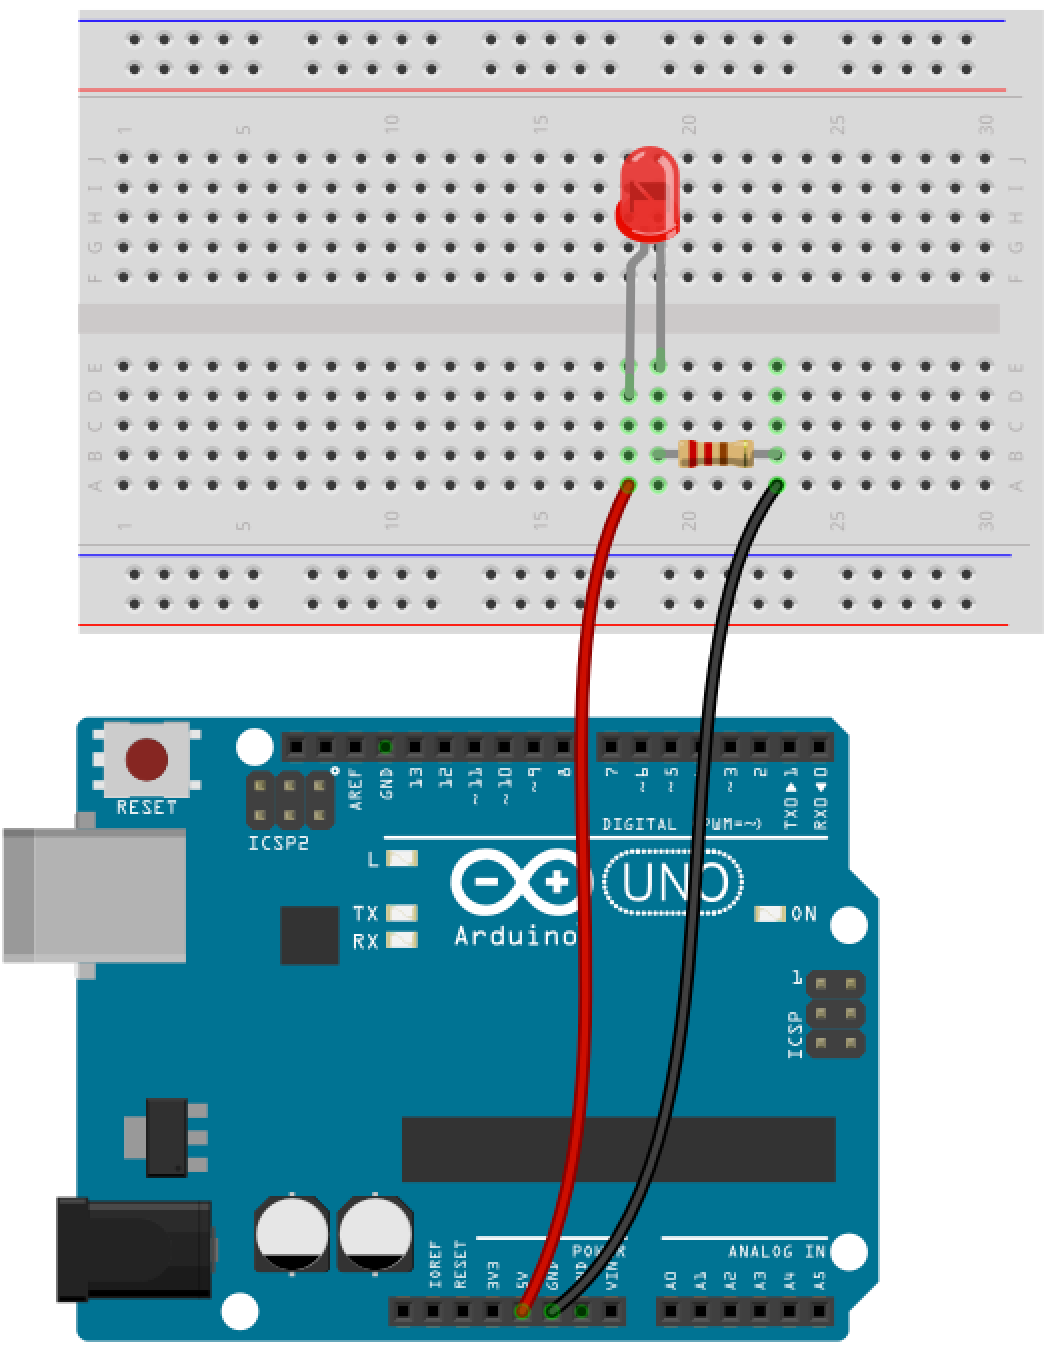 1 5 10 15 20 25 30
J J
I I
H H
G G
F F
E E
D D
C C
B B
A A
1 5 10 15 20 25 30
RESET
ICSP2
AREF
GND
13
12
~11
~10
~9
8
7
~6
~5
~3
2
TX0▶1
RX0◀0
DIGITAL PWM=~)
L
TX
RX
UNO
Arduino
ON
1
ICSP
IOREF
RESET
3V3
5V
GND
ND
VIN
POWER
ANALOG IN
A0
A1
A2
A3
A4
A5